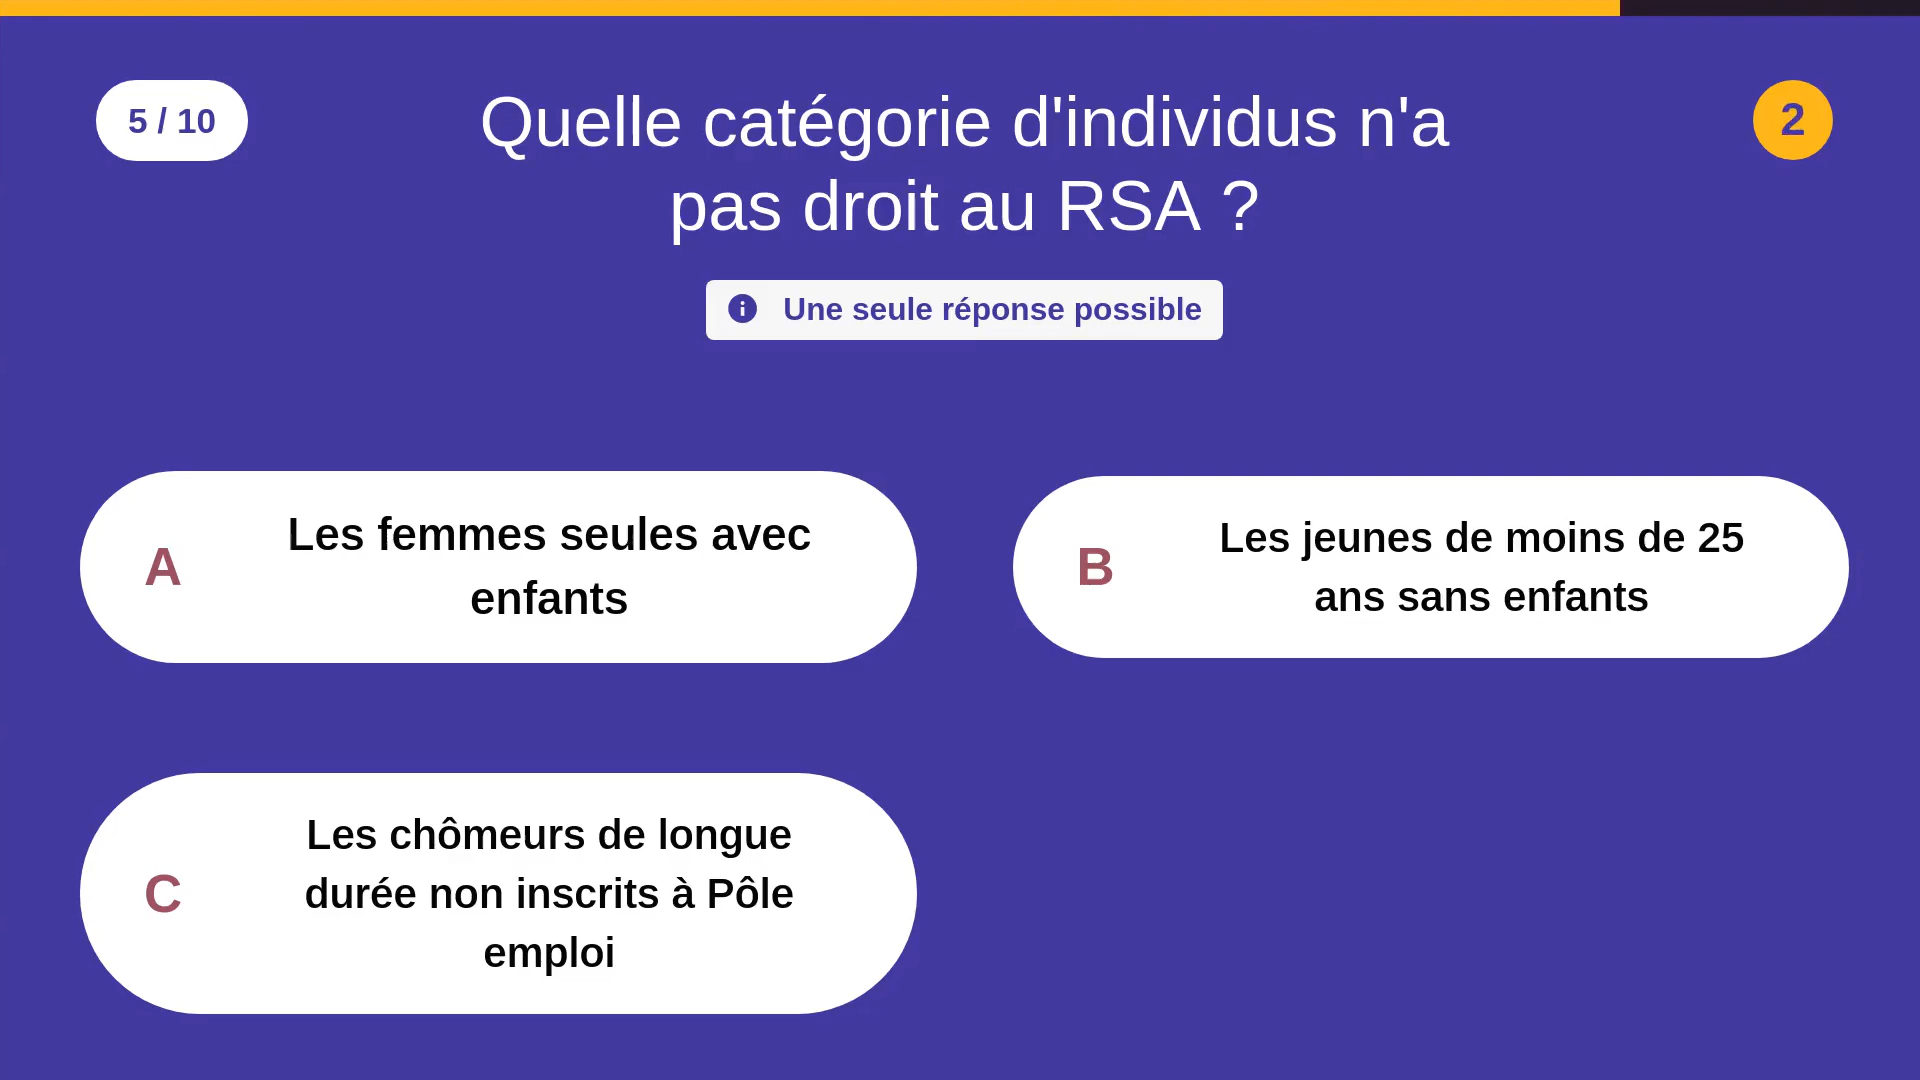 5 / 10
Quelle catégorie d'individus n'a
pas droit au RSA ?
2
Une seule réponse possible
A
Les femmes seules avec
enfants
B
Les jeunes de moins de 25
ans sans enfants
C
Les chômeurs de longue
durée non inscrits à Pôle
emploi